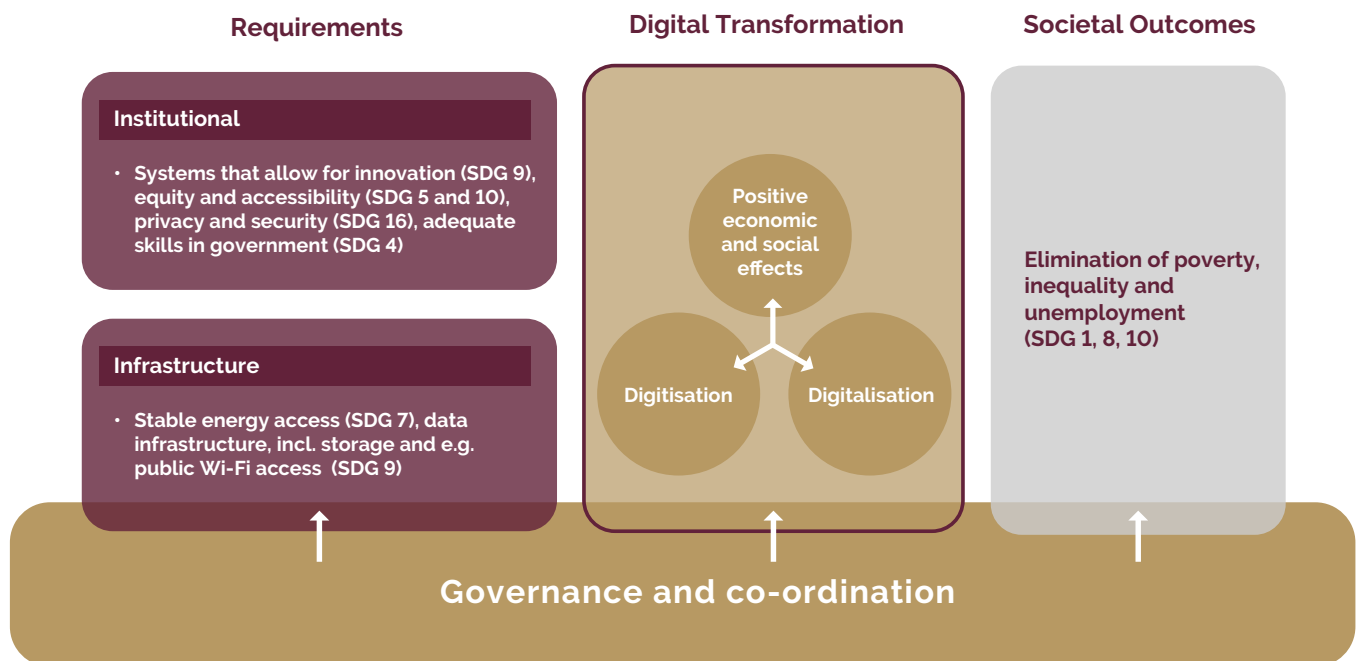 Requirements
Institutional
• Systems that allow for innovation (SDG 9),
equity and accessibility (SDG 5 and 10),
privacy and security (SDG 16), adequate
skills in government (SDG 4)
Infrastructure
• Stable energy access (SDG 7), data
infrastructure, incl. storage and e.g.
public Wi-Fi access (SDG 9)
Digital Transformation
Positive
economic
and social
effects
Digitisation
Digitalisation
Societal Outcomes
Elimination of poverty,
inequality and
unemployment
(SDG 1, 8, 10)
Governance and co-ordination